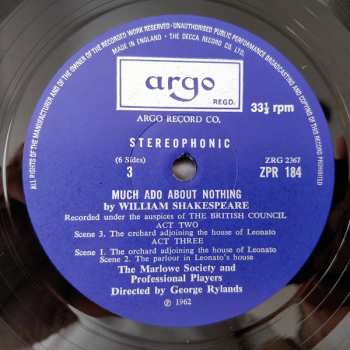 ALL RIGHTS OF THE MANUFACTURER AND OF THE OWNER OF THE RECORDED WORK RESERVED · UNAUTHORISED PUBLIC PERFORMANCE BROADCASTING AND COPYING OF THIS RECORD PROHIBITED
MADE IN ENGLAND · THE DECCA RECORD CO. LTD.
argo
REGD.
33⅓ rpm
ARGO RECORD CO.
STEREOPHONIC
(6 Sides)
3
ZRG 2367
ZPR 184
MUCH ADO ABOUT NOTHING
by WILLIAM SHAKESPEARE
Recorded under the auspices of THE BRITISH COUNCIL
ACT TWO
Scene 3. The orchard adjoining the house of Leonato
ACT THREE
Scene 1. The orchard adjoining the house of Leonato
Scene 2. The parlour in Leonato's house
The Marlowe Society and
Professional Players
Directed by George Rylands
℗ 1962